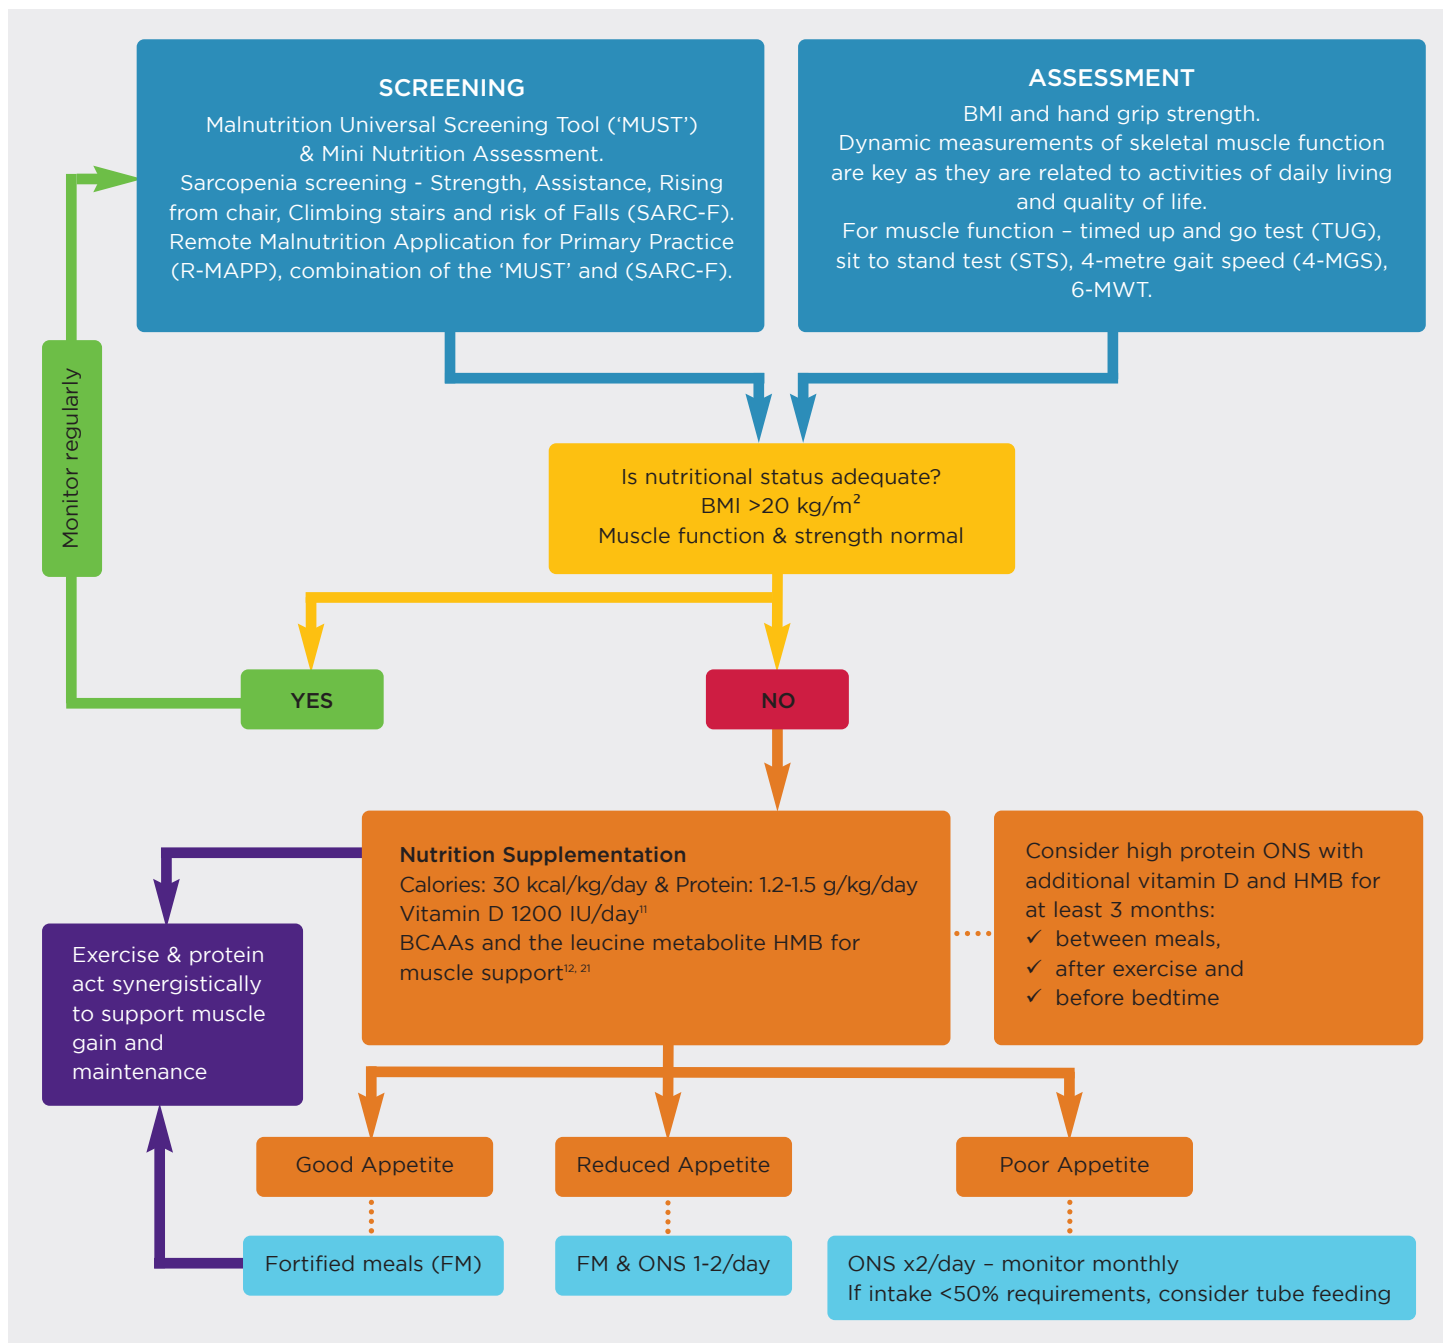 SCREENING
Malnutrition Universal Screening Tool (‘MUST’)
& Mini Nutrition Assessment.
Sarcopenia screening - Strength, Assistance, Rising
from chair, Climbing stairs and risk of Falls (SARC-F).
Remote Malnutrition Application for Primary Practice
(R-MAPP), combination of the ‘MUST’ and (SARC-F).
ASSESSMENT
BMI and hand grip strength.
Dynamic measurements of skeletal muscle function
are key as they are related to activities of daily living
and quality of life.
For muscle function – timed up and go test (TUG),
sit to stand test (STS), 4-metre gait speed (4-MGS),
6-MWT.
Monitor regularly
Is nutritional status adequate?
BMI >20 kg/m²
Muscle function & strength normal
YES
NO
Nutrition Supplementation
Calories: 30 kcal/kg/day & Protein: 1.2-1.5 g/kg/day
Vitamin D 1200 IU/day¹¹
BCAAs and the leucine metabolite HMB for
muscle support¹²˒ ²¹
Consider high protein ONS with
additional vitamin D and HMB for
at least 3 months:
✓ between meals,
✓ after exercise and
✓ before bedtime
Exercise & protein
act synergistically
to support muscle
gain and
maintenance
Good Appetite
Reduced Appetite
Poor Appetite
Fortified meals (FM)
FM & ONS 1-2/day
ONS x2/day – monitor monthly
If intake <50% requirements, consider tube feeding